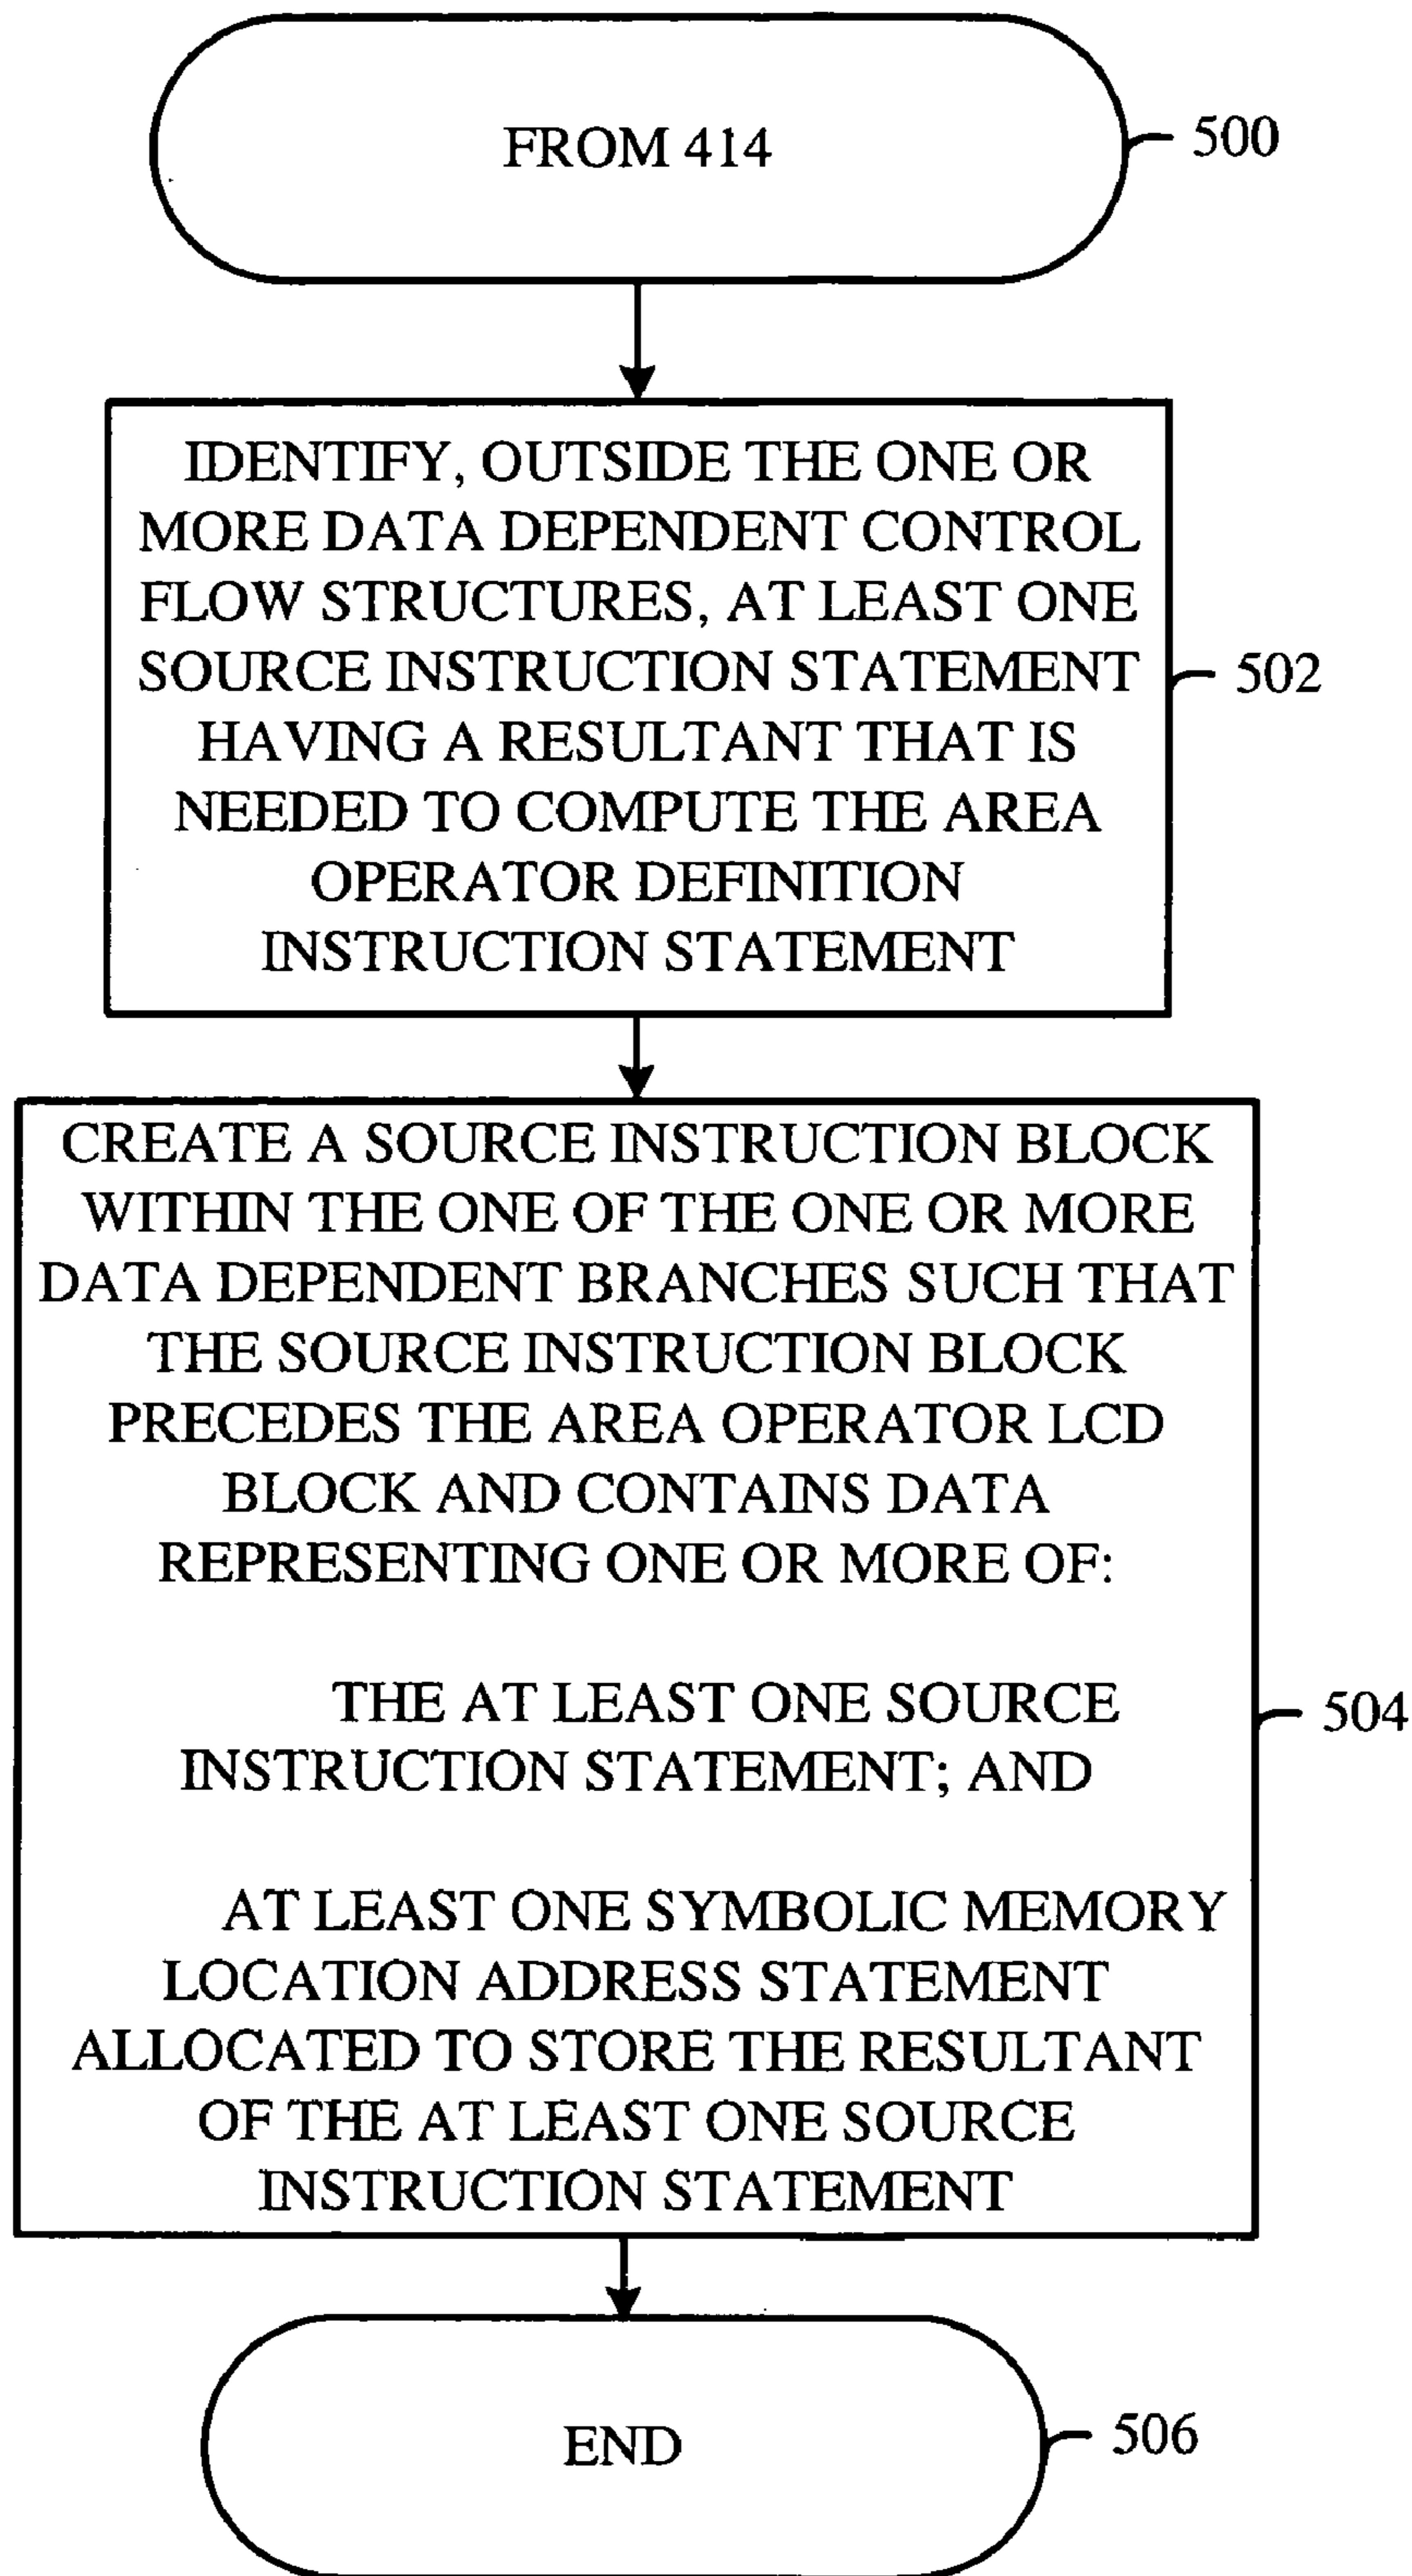 FROM 414
500
IDENTIFY, OUTSIDE THE ONE OR
MORE DATA DEPENDENT CONTROL
FLOW STRUCTURES, AT LEAST ONE
SOURCE INSTRUCTION STATEMENT
HAVING A RESULTANT THAT IS
NEEDED TO COMPUTE THE AREA
OPERATOR DEFINITION
INSTRUCTION STATEMENT
502
CREATE A SOURCE INSTRUCTION BLOCK
WITHIN THE ONE OF THE ONE OR MORE
DATA DEPENDENT BRANCHES SUCH THAT
THE SOURCE INSTRUCTION BLOCK
PRECEDES THE AREA OPERATOR LCD
BLOCK AND CONTAINS DATA
REPRESENTING ONE OR MORE OF:
THE AT LEAST ONE SOURCE
INSTRUCTION STATEMENT; AND
AT LEAST ONE SYMBOLIC MEMORY
LOCATION ADDRESS STATEMENT
ALLOCATED TO STORE THE RESULTANT
OF THE AT LEAST ONE SOURCE
INSTRUCTION STATEMENT
504
END
506